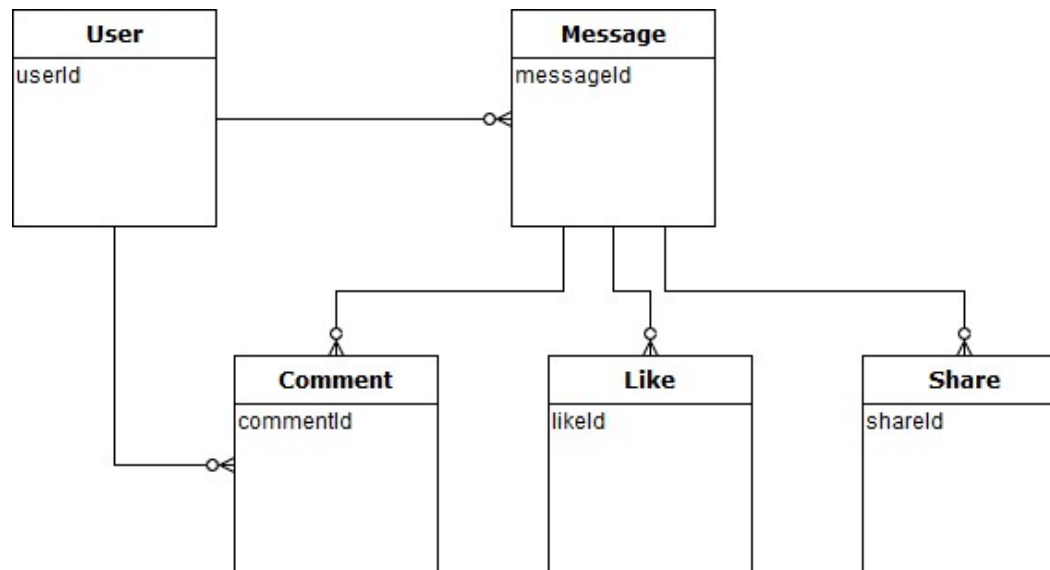 User
userId
Message
messageId
Comment
commentId
Like
likeId
Share
shareId